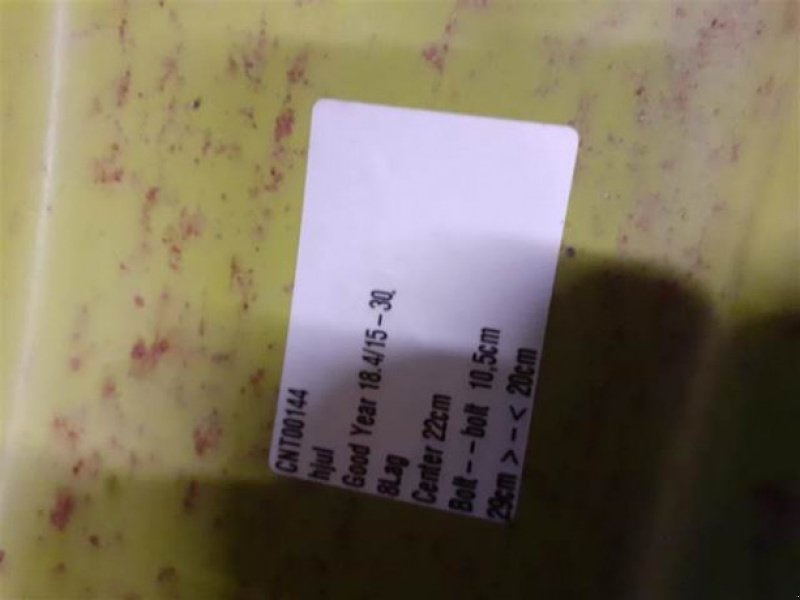 CNT00144
hjul
Good Year 18.4/15-30,
8Lag
Center 22cm
Bolt -- bolt 10,5cm
29cm > - < 20cm